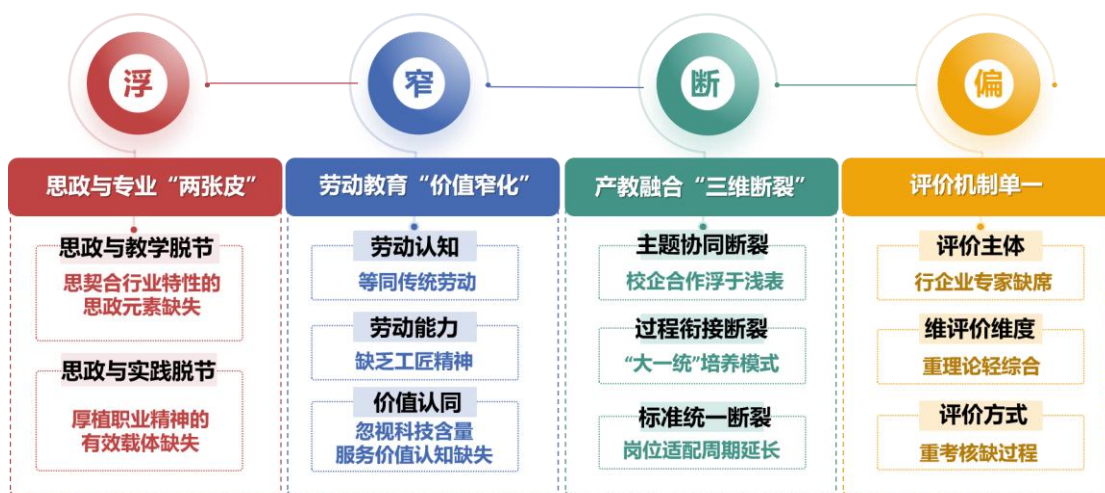 浮
窄
断
偏
思政与专业“两张皮”
劳动教育“价值窄化”
产教融合“三维断裂”
评价机制单一
思政与教学脱节
思契合行业特性的
思政元素缺失
思政与实践脱节
厚植职业精神的
有效载体缺失
劳动认知
等同传统劳动
劳动能力
缺乏工匠精神
价值认同
忽视科技含量
服务价值认知缺失
主题协同断裂
校企合作浮于浅表
过程衔接断裂
“大一统”培养模式
标准统一断裂
岗位适配周期延长
评价主体
行企业专家缺席
维评价维度
重理论轻综合
评价方式
重考核缺过程